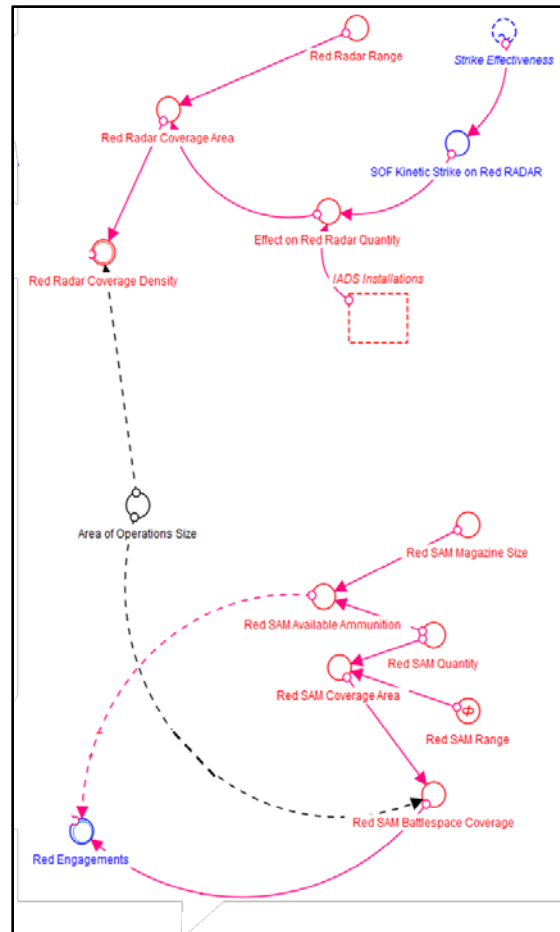 Red Radar Range
Strike Effectiveness
Red Radar Coverage Area
SOF Kinetic Strike on Red RADAR
Effect on Red Radar Quantity
Red Radar Coverage Density
IADS Installations
Area of Operations Size
Red SAM Magazine Size
Red SAM Available Ammunition
Red SAM Quantity
Red SAM Coverage Area
Red SAM Range
Red SAM Battlespace Coverage
Red Engagements